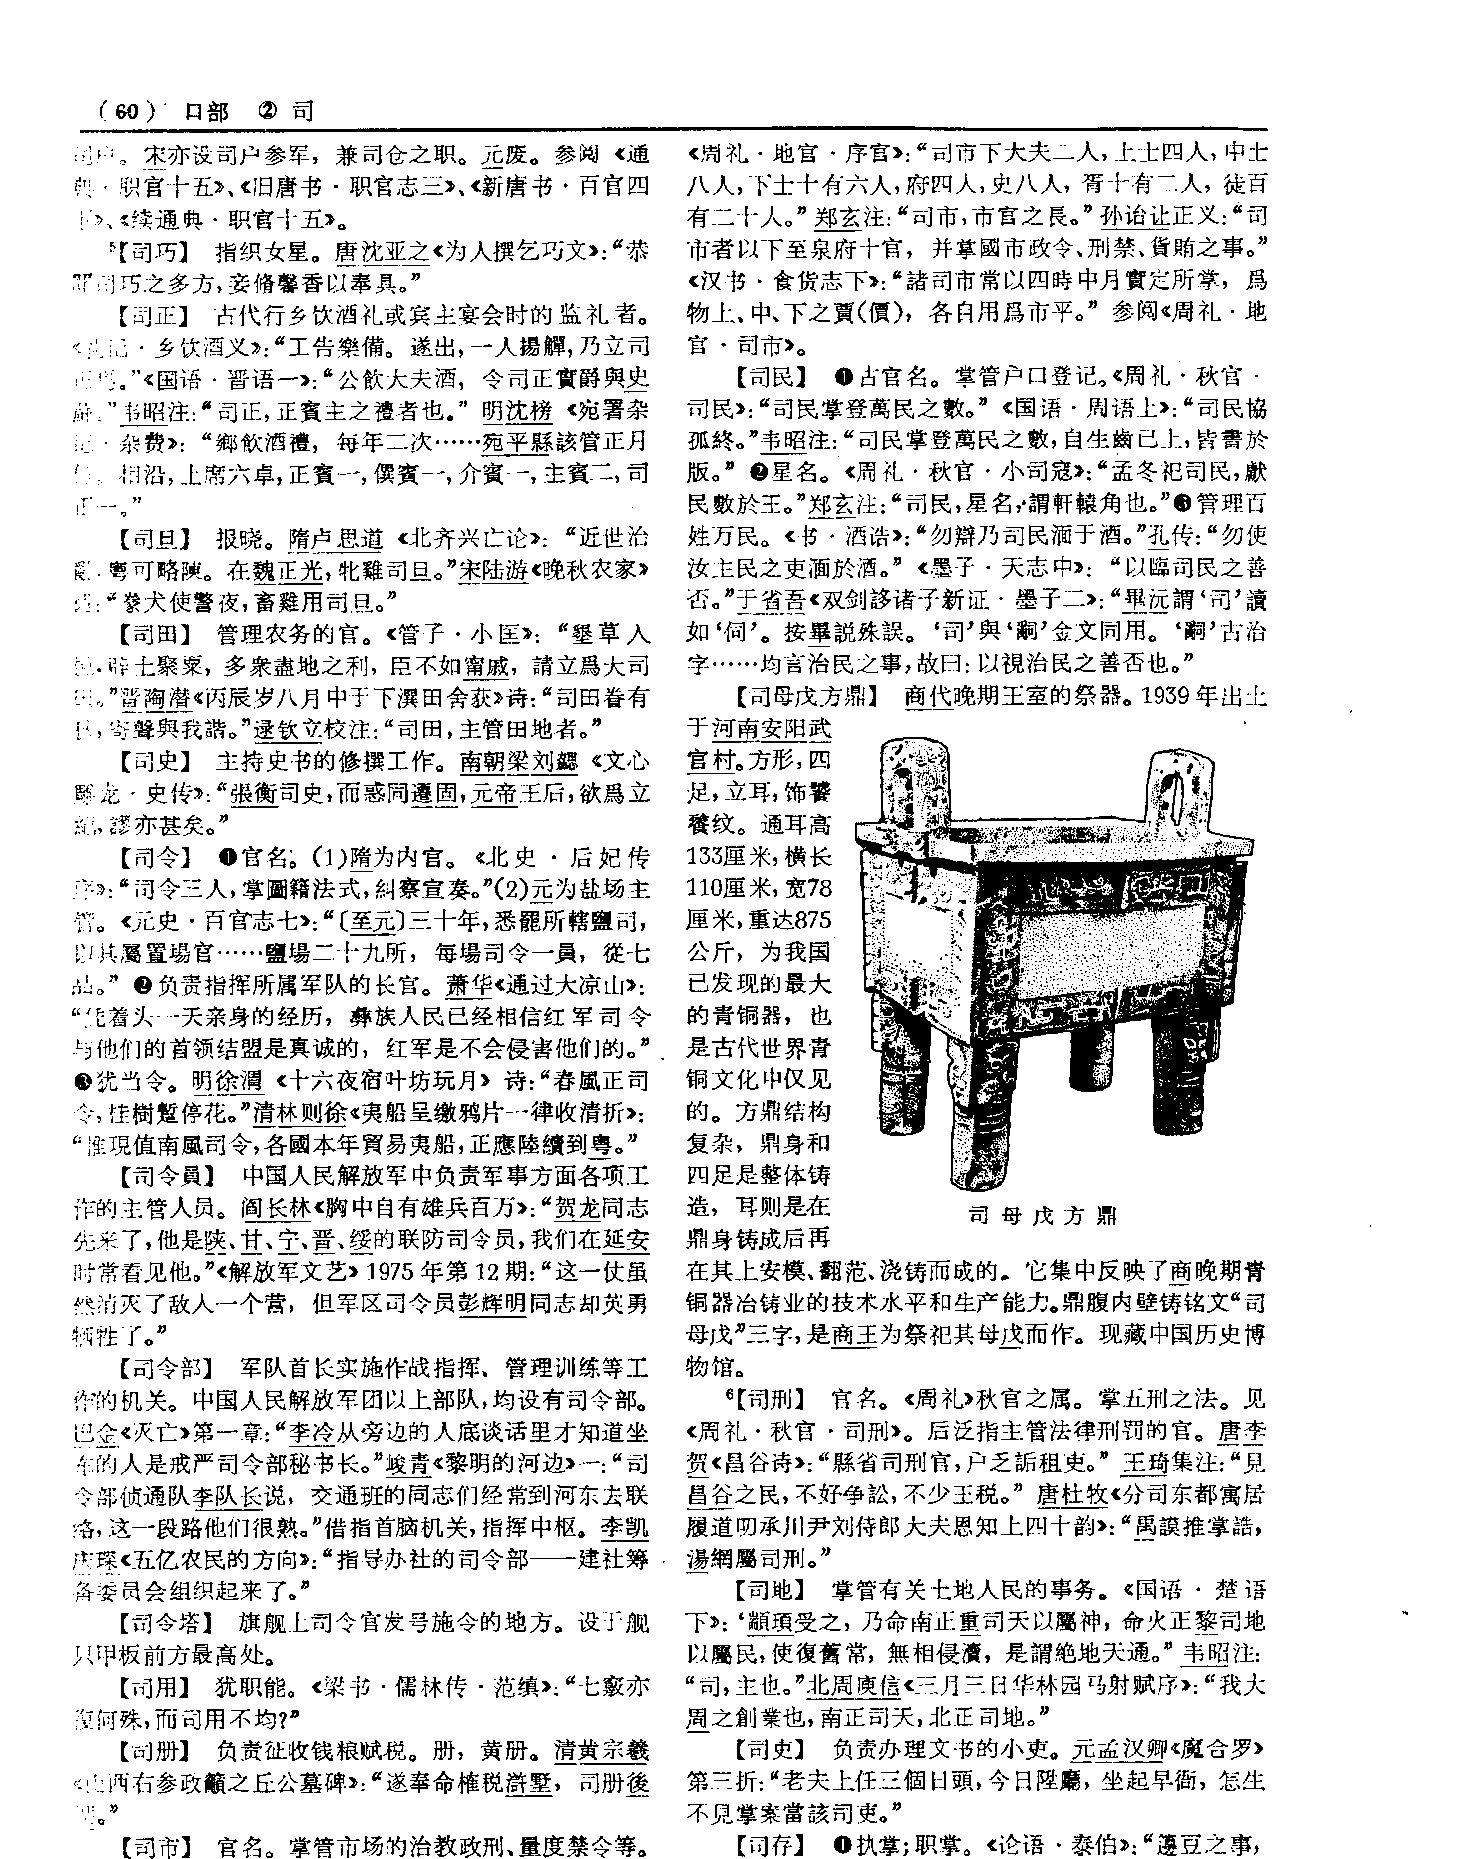 (60) 口部 ② 司
。宋亦设司户参军，兼司仓之职。元废。参阅《通
典·职官十五》、《旧唐书·职官志三》、《新唐书·百官四
》、《续通典·职官十五》。
⁵【司巧】 指织女星。唐沈亚之《为人撰乞巧文》：“恭
司巧之多方，妾脩馨香以奉具。”
【司正】 古代行乡饮酒礼或宾主宴会时的监礼者。
·乡饮酒义》：“工告樂備。遂出，一人揚觶，乃立司
。”《国语·晋语一》：“公飲大夫酒，令司正實爵與史
。”韦昭注：“司正，正賓主之禮者也。”明沈榜《宛署杂
·杂费》：“鄉飲酒禮，每年二次……宛平縣該管正月
。相沿，上席六卓，正賓一，僎賓一，介賓一，主賓二，司
正一。”
【司旦】 报晓。隋卢思道《北齐兴亡论》：“近世治
，粤可略陳。在魏正光，牝雞司旦。”宋陆游《晚秋农家》
：“豢犬使警夜，畜雞用司旦。”
【司田】 管理农务的官。《管子·小匡》：“墾草入
，辟土聚粟，多衆盡地之利，臣不如甯戚，請立爲大司
田。”晋陶潜《丙辰岁八月中于下潠田舍获》诗：“司田眷有
，寄聲與我諧。”逯钦立校注：“司田，主管田地者。”
【司史】 主持史书的修撰工作。南朝梁刘勰《文心
雕龙·史传》：“張衡司史，而惑同遷固，元帝王后，欲爲立
紀，謬亦甚矣。”
【司令】 ❶官名。(1)隋为内官。《北史·后妃传
序》：“司令三人，掌圖籍法式，糾察宣奏。”(2)元为盐场主
管。《元史·百官志七》：“〔至元〕三十年，悉罷所轄鹽司，
以其屬置場官……鹽場二十九所，每場司令一員，從七
品。”❷负责指挥所属军队的长官。萧华《通过大凉山》：
“凭着头一天亲身的经历，彝族人民已经相信红军司令
与他们的首领结盟是真诚的，红军是不会侵害他们的。”
❸犹当令。明徐渭《十六夜宿叶坊玩月》诗：“春風正司
令，桂樹蹔停花。”清林则徐《夷船呈缴鸦片一律收清折》：
“惟現值南風司令，各國本年貿易夷船，正應陸續到粤。”
【司令員】 中国人民解放军中负责军事方面各项工
作的主管人员。阎长林《胸中自有雄兵百万》：“贺龙同志
先来了，他是陕、甘、宁、晋、绥的联防司令员，我们在延安
时常看见他。”《解放军文艺》1975年第12期：“这一仗虽
然消灭了敌人一个营，但军区司令员彭辉明同志却英勇
牺牲了。”
【司令部】 军队首长实施作战指挥、管理训练等工
作的机关。中国人民解放军团以上部队，均设有司令部。
巴金《灭亡》第一章：“李冷从旁边的人底谈话里才知道坐
车的人是戒严司令部秘书长。”峻青《黎明的河边》一：“司
令部侦通队李队长说，交通班的同志们经常到河东去联
络，这一段路他们很熟。”借指首脑机关，指挥中枢。李凯
庆琛《五亿农民的方向》：“指导办社的司令部——建社筹
备委员会组织起来了。”
【司令塔】 旗舰上司令官发号施令的地方。设于舰
只甲板前方最高处。
【司用】 犹职能。《梁书·儒林传·范缜》：“七竅亦
復何殊，而司用不均？”
【司册】 负责征收钱粮赋税。册，黄册。清黄宗羲
西右参政籲之丘公墓碑》：“遂奉命榷税滸墅，司册後
。”
【司市】 官名。掌管市场的治教政刑、量度禁令等。
《周礼·地官·序官》：“司市下大夫二人，上士四人，中士
八人，下士十有六人，府四人，史八人，胥十有二人，徒百
有二十人。”郑玄注：“司市，市官之長。”孙诒让正义：“司
市者以下至泉府十官，并掌國市政令、刑禁、貨賄之事。”
《汉书·食货志下》：“諸司市常以四時中月實定所掌，爲
物上、中、下之賈（價），各自用爲市平。”参阅《周礼·地
官·司市》。
【司民】 ❶古官名。掌管户口登记。《周礼·秋官·
司民》：“司民掌登萬民之數。”《国语·周语上》：“司民協
孤終。”韦昭注：“司民掌登萬民之數，自生齒已上，皆書於
版。”❷星名。《周礼·秋官·小司寇》：“孟冬祀司民，獻
民數於王。”郑玄注：“司民，星名，謂軒轅角也。”❸管理百
姓万民。《书·酒诰》：“勿辯乃司民湎于酒。”孔传：“勿使
汝主民之吏湎於酒。”《墨子·天志中》：“以臨司民之善
否。”于省吾《双剑誃诸子新证·墨子二》：“畢沅謂‘司’讀
如‘伺’。按畢説殊誤。‘司’與‘嗣’金文同用。‘嗣’古治
字……均言治民之事，故曰：以視治民之善否也。”
【司母戊方鼎】 商代晚期王室的祭器。1939年出土
于河南安阳武
官村。方形，四
足，立耳，饰饕
餮纹。通耳高
133厘米，横长
110厘米，宽78
厘米，重达875
公斤，为我国
已发现的最大
的青铜器，也
是古代世界青
铜文化中仅见
的。方鼎结构
复杂，鼎身和
四足是整体铸
造，耳则是在
鼎身铸成后再
司母戊方鼎
在其上安模、翻范、浇铸而成的。它集中反映了商晚期青
铜器冶铸业的技术水平和生产能力。鼎腹内壁铸铭文“司
母戊”三字，是商王为祭祀其母戊而作。现藏中国历史博
物馆。
⁶【司刑】 官名。《周礼》秋官之属。掌五刑之法。见
《周礼·秋官·司刑》。后泛指主管法律刑罚的官。唐李
贺《昌谷诗》：“縣省司刑官，户乏訴租吏。”王琦集注：“見
昌谷之民，不好争訟，不少王税。”唐杜牧《分司东都寓居
履道叨承川尹刘侍郎大夫恩知上四十韵》：“禹謨推掌誥，
湯網屬司刑。”
【司地】 掌管有关土地人民的事务。《国语·楚语
下》：‘顓頊受之，乃命南正重司天以屬神，命火正黎司地
以屬民，使復舊常，無相侵瀆，是謂絶地天通。”韦昭注：
“司，主也。”北周庾信《三月三日华林园马射赋序》：“我大
周之創業也，南正司天，北正司地。”
【司吏】 负责办理文书的小吏。元孟汉卿《魔合罗》
第三折：“老夫上任三個日頭，今日陞廳，坐起早衙，怎生
不見掌案當該司吏。”
【司存】 ❶执掌；职掌。《论语·泰伯》：“籩豆之事，